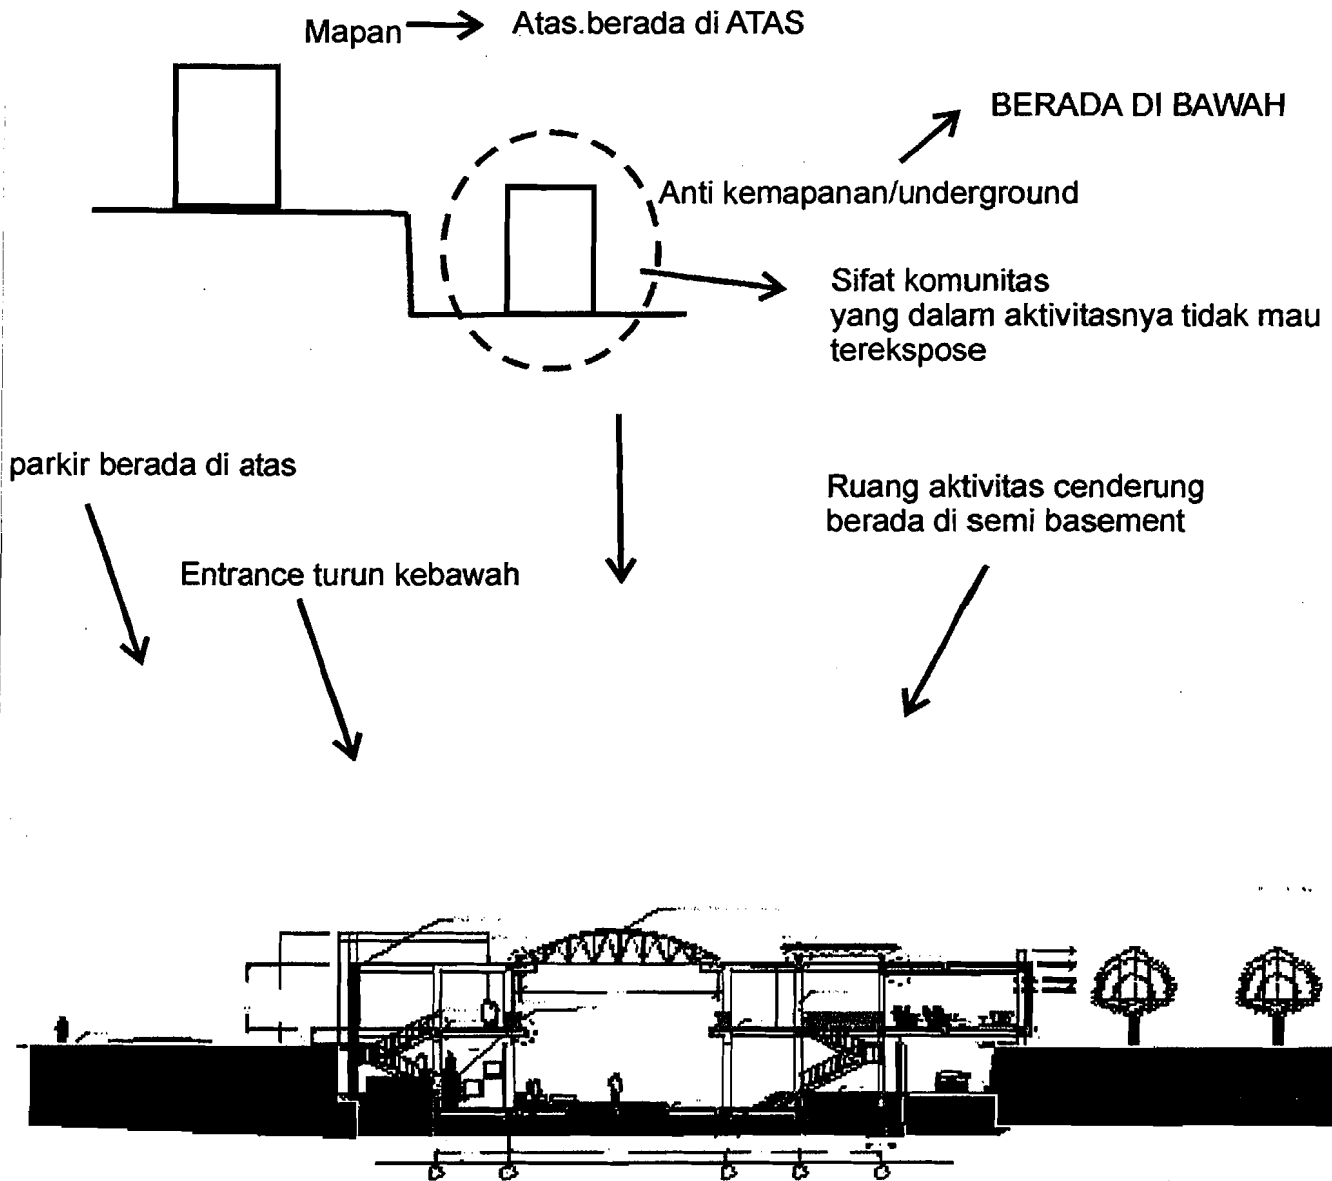 Mapan Atas.berada di ATAS
BERADA DI BAWAH
Anti kemapanan/underground
Sifat komunitas
yang dalam aktivitasnya tidak mau
terekspose
parkir berada di atas
Ruang aktivitas cenderung
berada di semi basement
Entrance turun kebawah